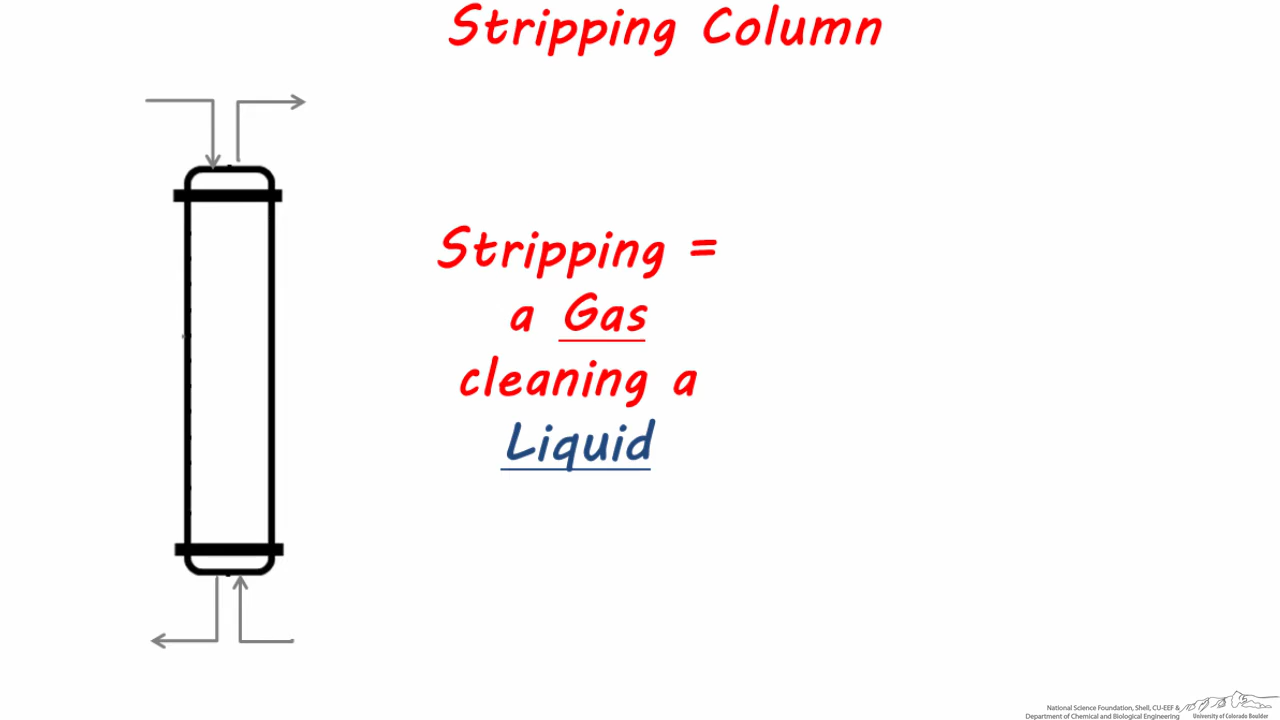 Stripping Column
Stripping =
a Gas
cleaning a
Liquid
National Science Foundation, Shell, CU-EEF &
Department of Chemical and Biological Engineering
University of Colorado Boulder